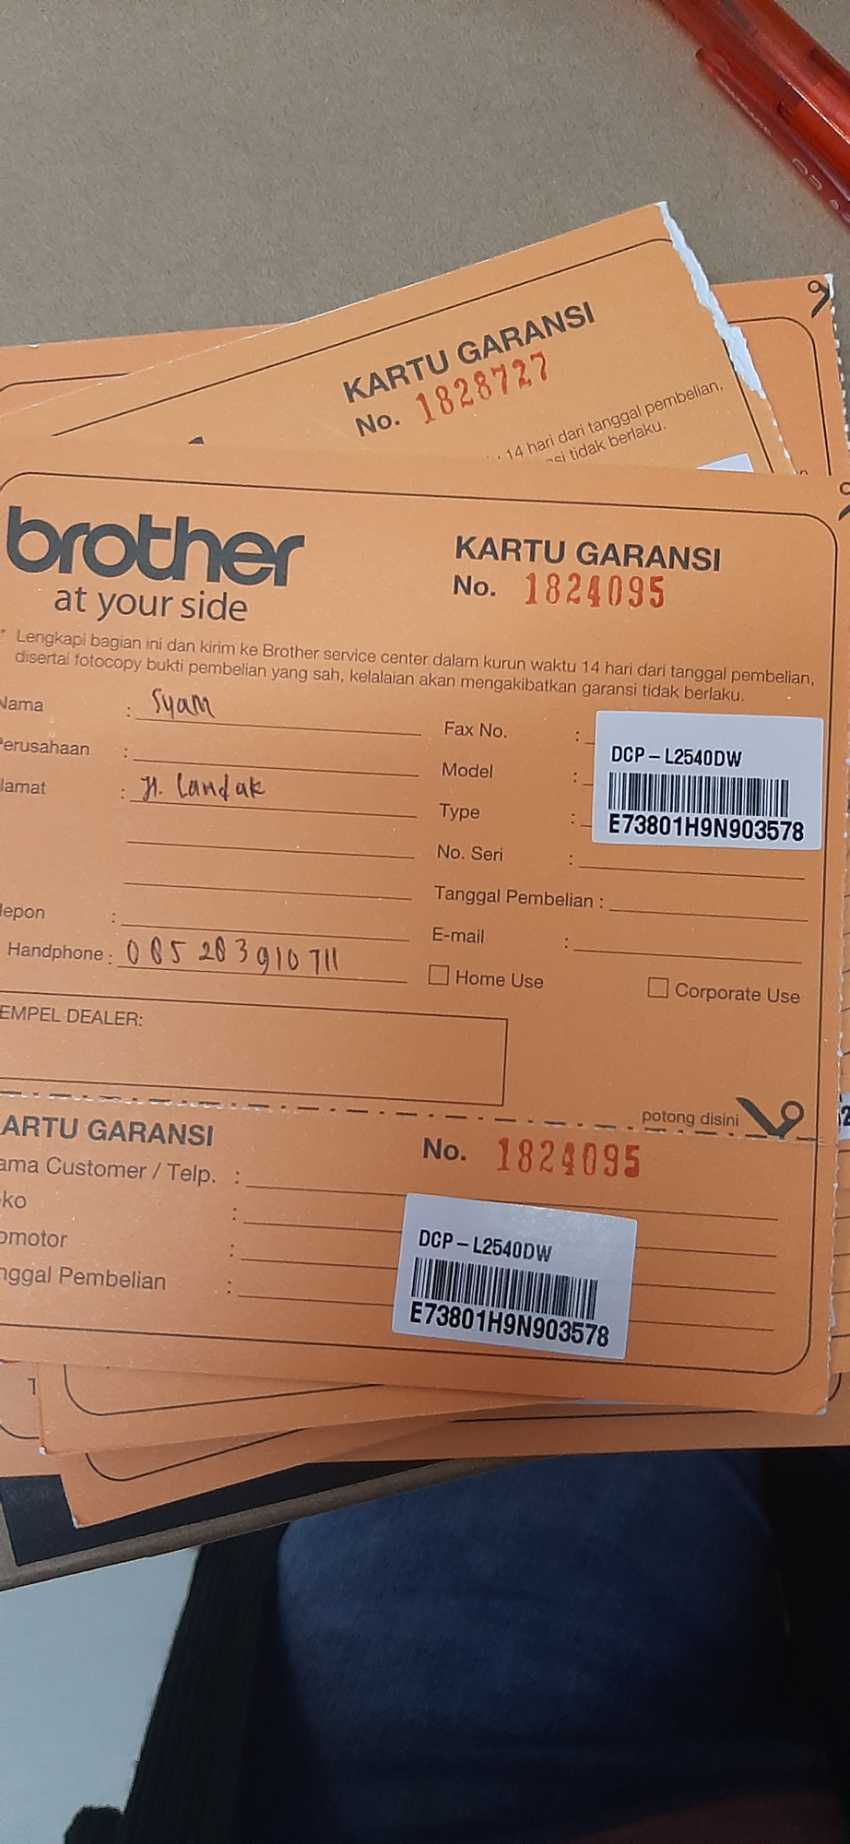 KARTU GARANSI
No. 1828727
14 hari dari tanggal pembelian,
tidak berlaku.
brother
at your side
KARTU GARANSI
No. 1824095
* Lengkapi bagian ini dan kirim ke Brother service center dalam kurun waktu 14 hari dari tanggal pembelian,
disertai fotocopy bukti pembelian yang sah, kelalaian akan mengakibatkan garansi tidak berlaku.
Nama : Syam
Perusahaan :
lamat : Jl. Landak
lepon :
Handphone : 085283910711
Fax No. :
Model :
Type :
No. Seri :
DCP-L2540DW
E73801H9N903578
Tanggal Pembelian :
E-mail :
Home Use
Corporate Use
EMPEL DEALER:
potong disini
ARTU GARANSI
No. 1824095
ama Customer / Telp. :
ko :
omotor :
nggal Pembelian :
DCP-L2540DW
E73801H9N903578